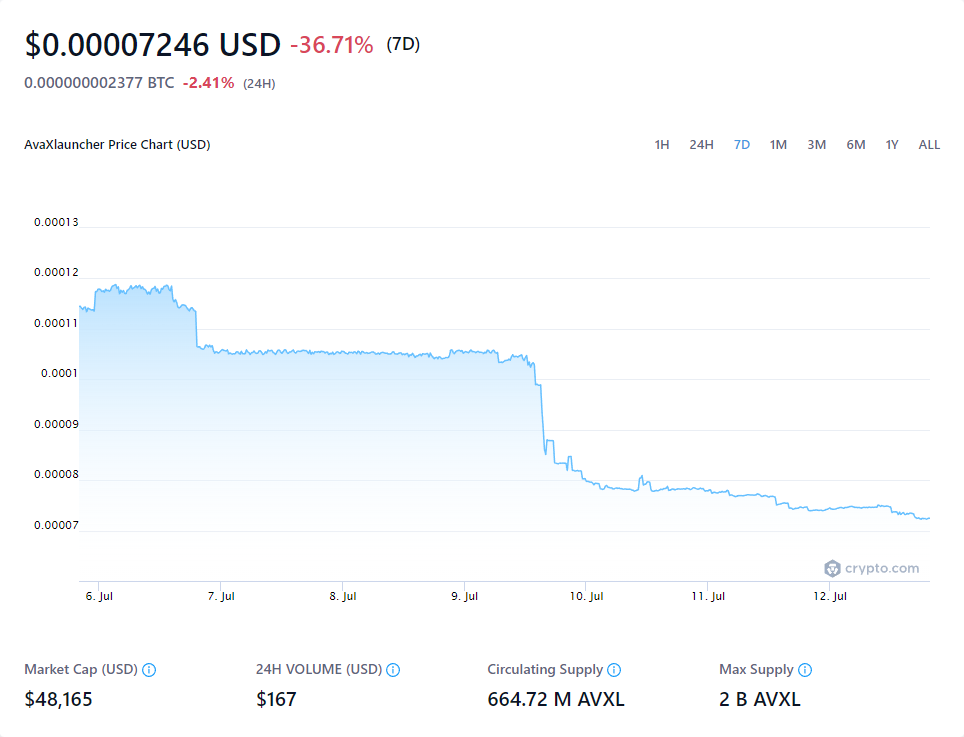 $0.00007246 USD -36.71% (7D)
0.000000002377 BTC -2.41% (24H)
AvaXlauncher Price Chart (USD) 1H 24H 7D 1M 3M 6M 1Y ALL
0.00013
0.00012
0.00011
0.0001
0.00009
0.00008
0.00007
crypto.com
6. Jul 7. Jul 8. Jul 9. Jul 10. Jul 11. Jul 12. Jul
Market Cap (USD) 24H VOLUME (USD) Circulating Supply Max Supply
$48,165 $167 664.72 M AVXL 2 B AVXL